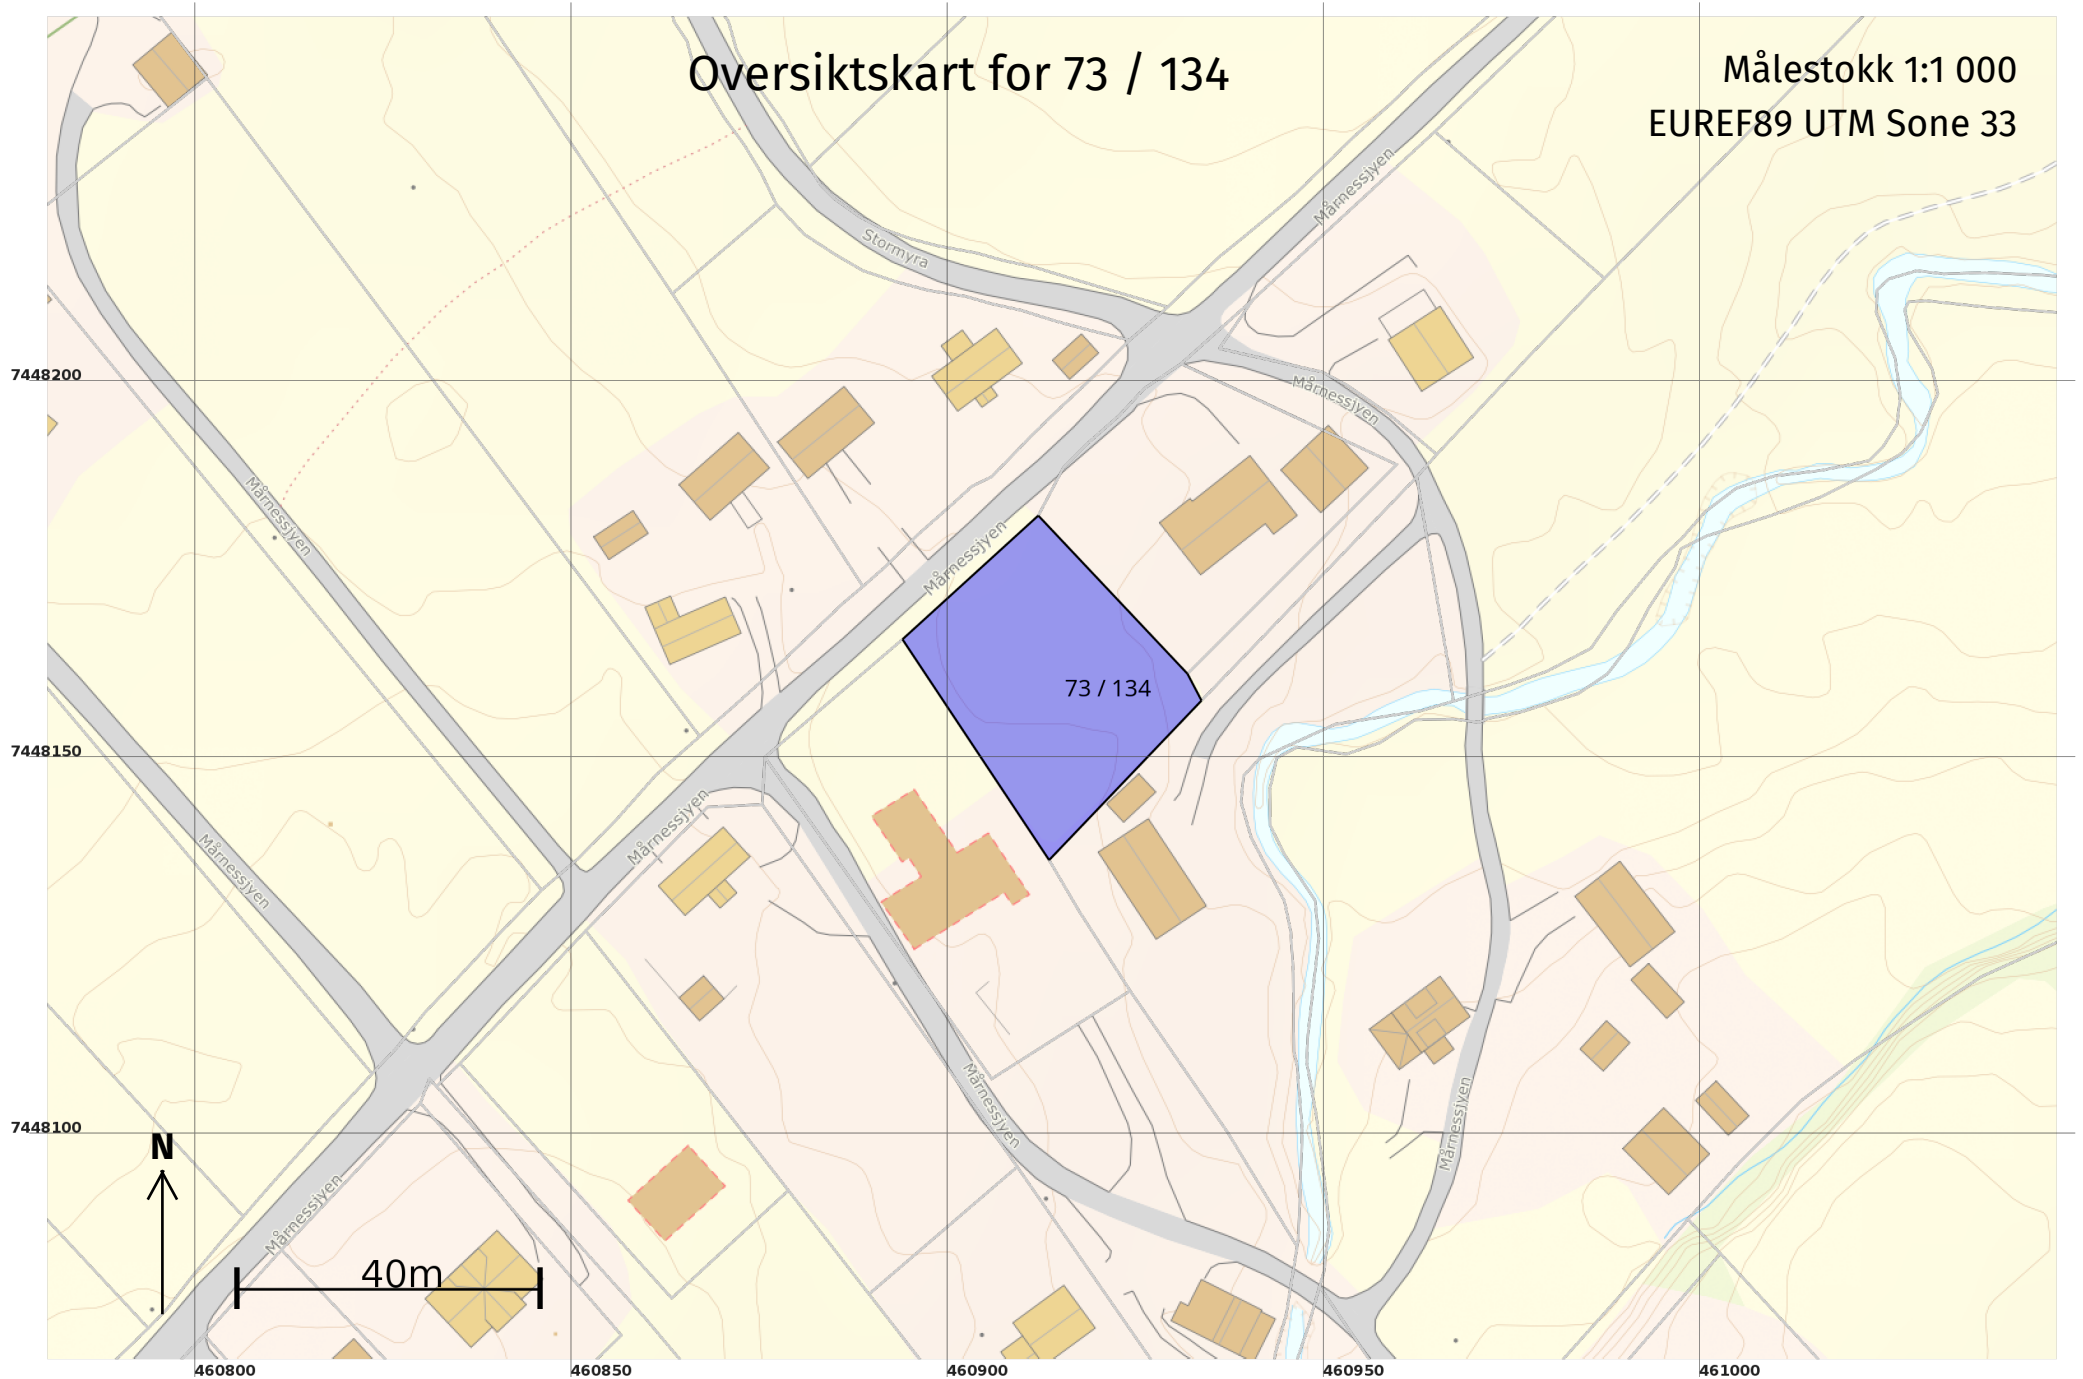 Oversiktskart for 73 / 134
Målestokk 1:1 000
EUREF89 UTM Sone 33
Mårnessjyen
Stormyra
7448200
Mårnessjyen
Mårnessjyen
Mårnessjyen
73 / 134
7448150
Mårnessjyen
Mårnessjyen
7448100
N
Mårnessjyen
Mårnessjyen
Mårnessjyen
40m
460800
460850
460900
460950
461000